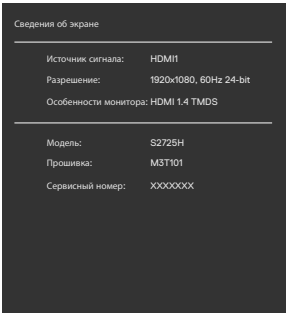 Сведения об экране
Источник сигнала: HDMI1
Разрешение: 1920x1080, 60Hz 24-bit
Особенности монитора: HDMI 1.4 TMDS
Модель: S2725H
Прошивка: M3T101
Сервисный номер: XXXXXXX